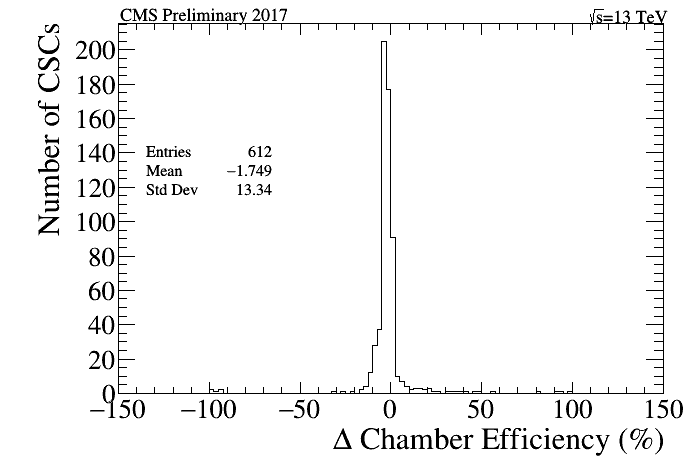 CMS Preliminary 2017
√s=13 TeV
Number of CSCs
200
180
160
140
120
100
80
60
40
20
0
Entries 612
Mean −1.749
Std Dev 13.34
−150 −100 −50 0 50 100 150
Δ Chamber Efficiency (%)